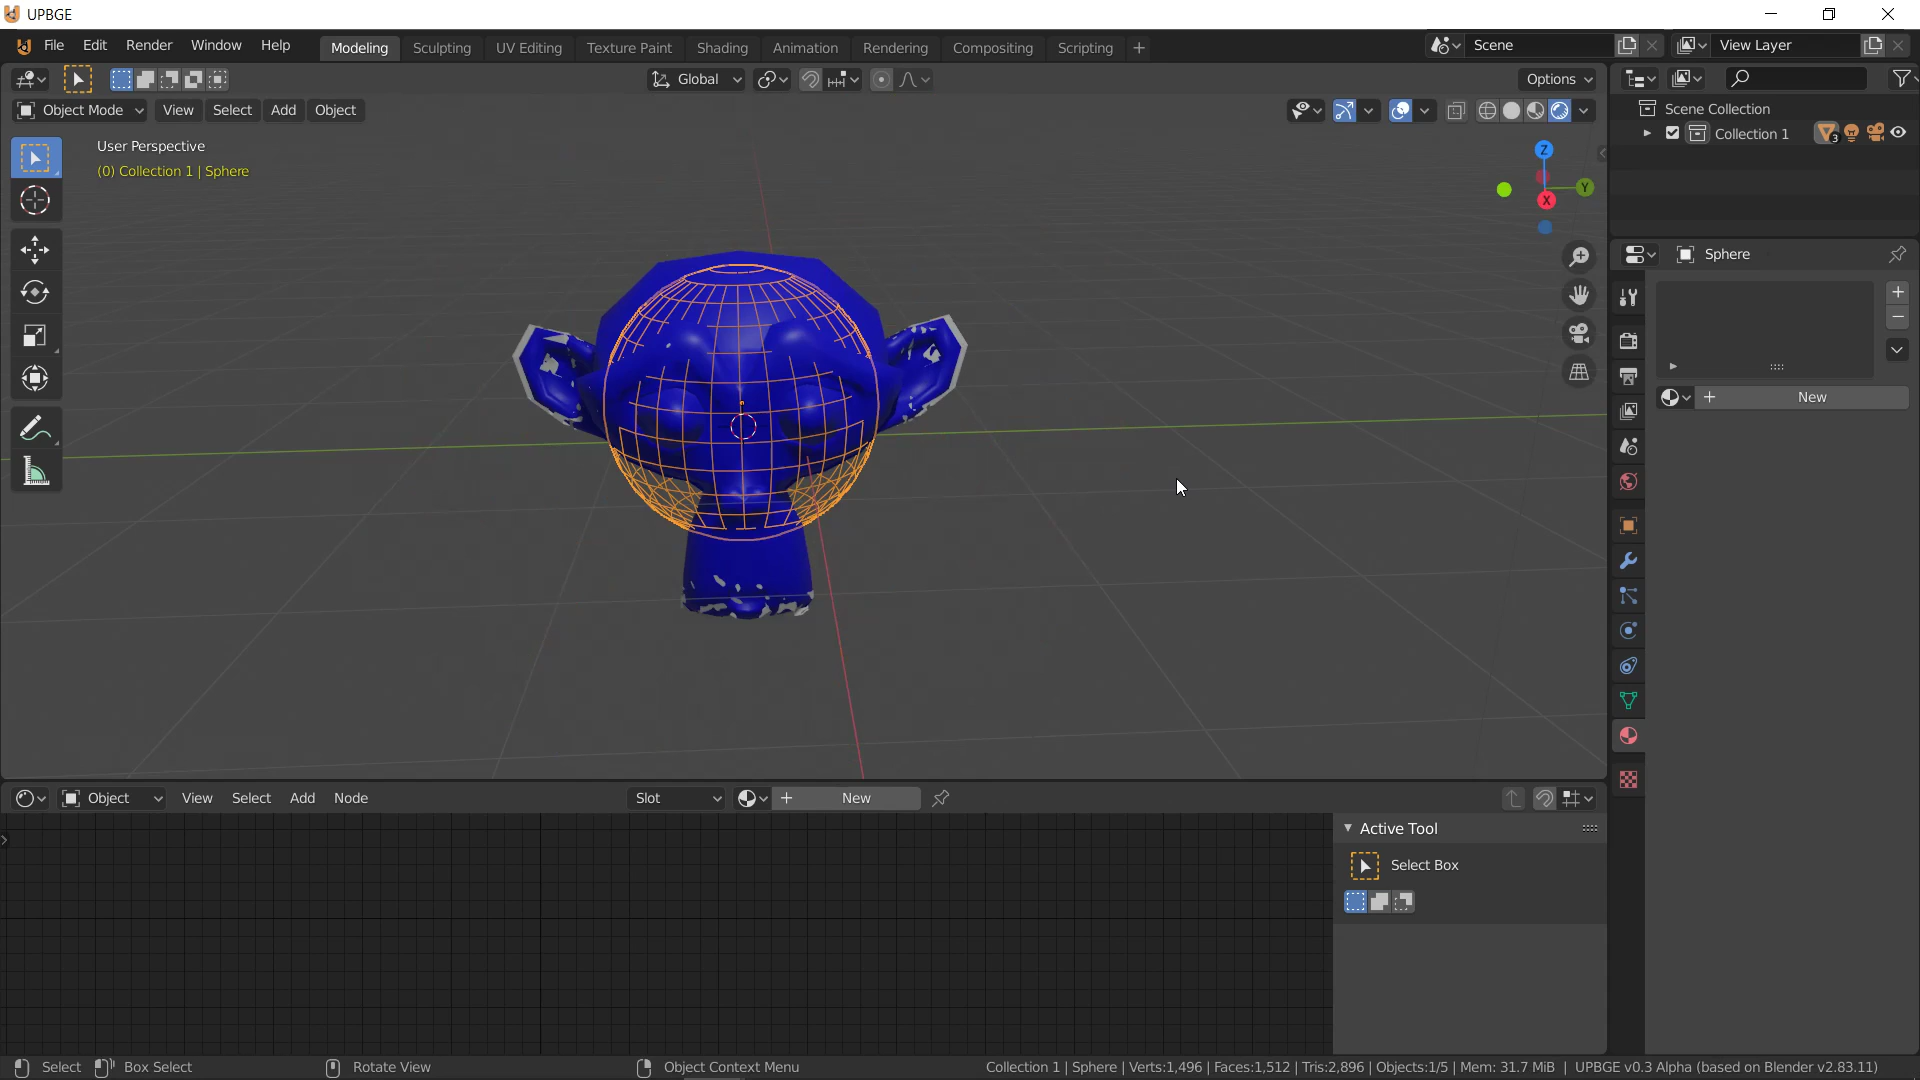 UPBGE
File Edit Render Window Help
Modeling Sculpting UV Editing Texture Paint Shading Animation Rendering Compositing Scripting +
Scene
View Layer
Global
Options
Object Mode View Select Add Object
User Perspective
(0) Collection 1 | Sphere
Z
Y
X
Scene Collection
Collection 1
3
Sphere
+ New
Object View Select Add Node
Slot
+ New
Active Tool
Select Box
Select
Box Select
Rotate View
Object Context Menu
Collection 1 | Sphere | Verts:1,496 | Faces:1,512 | Tris:2,896 | Objects:1/5 | Mem: 31.7 MiB | UPBGE v0.3 Alpha (based on Blender v2.83.11)